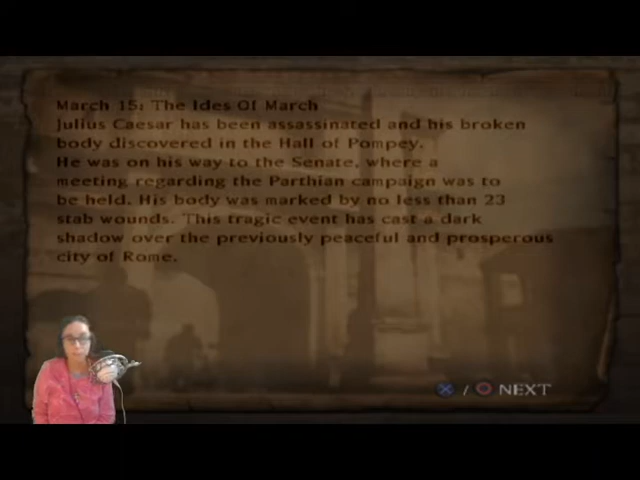 March 15: The Ides Of March
Julius Caesar has been assassinated and his broken
body discovered in the Hall of Pompey.
He was on his way to the Senate, where a
meeting regarding the Parthian campaign was to
be held. His body was marked by no less than 23
stab wounds. This tragic event has cast a dark
shadow over the previously peaceful and prosperous
city of Rome.
/ NEXT